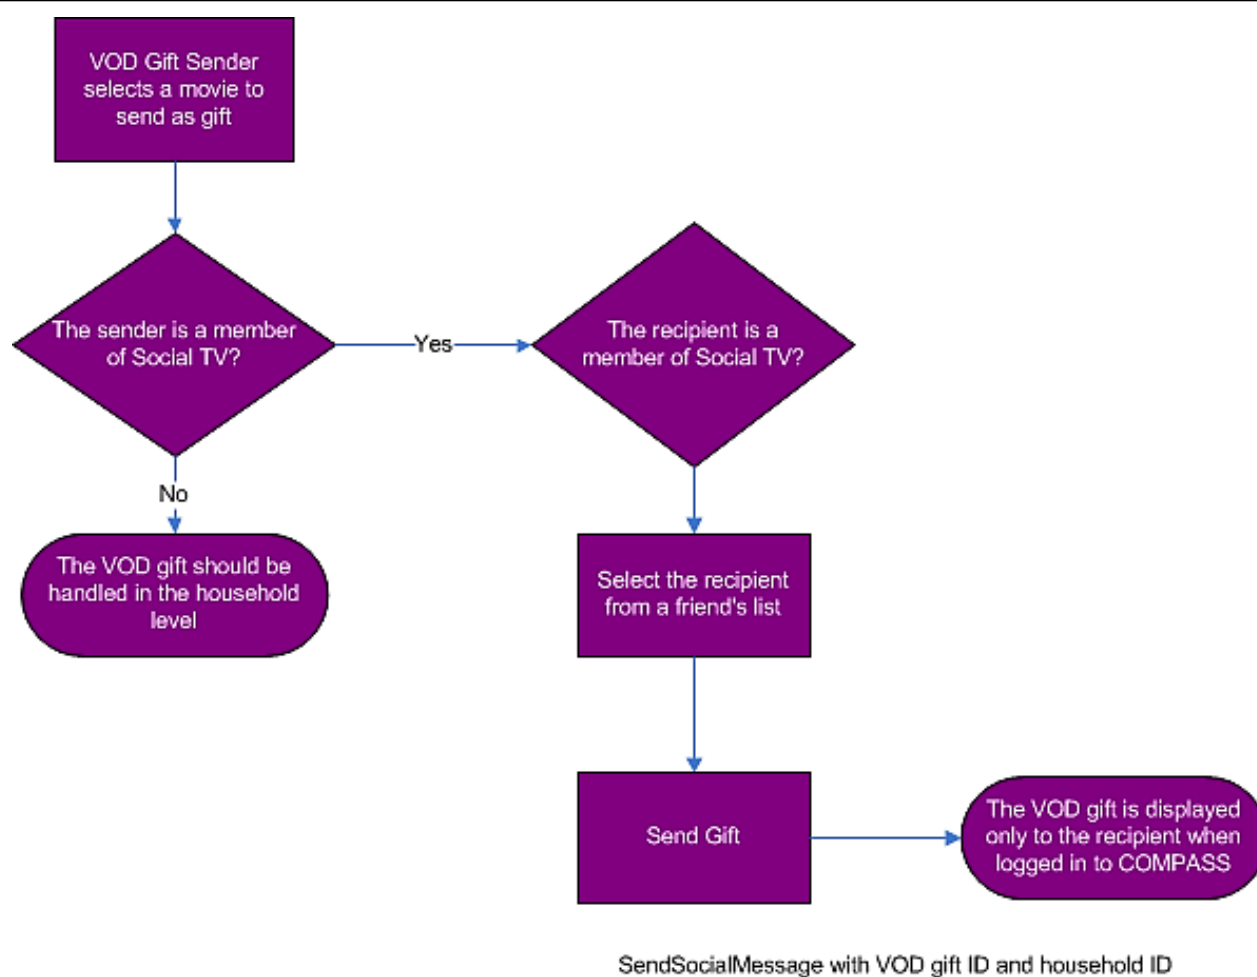 VOD Gift Sender
selects a movie to
send as gift
The sender is a member
of Social TV?
Yes
The recipient is a
member of Social TV?
No
The VOD gift should be
handled in the household
level
Select the recipient
from a friend's list
Send Gift
The VOD gift is displayed
only to the recipient when
logged in to COMPASS
SendSocialMessage with VOD gift ID and household ID